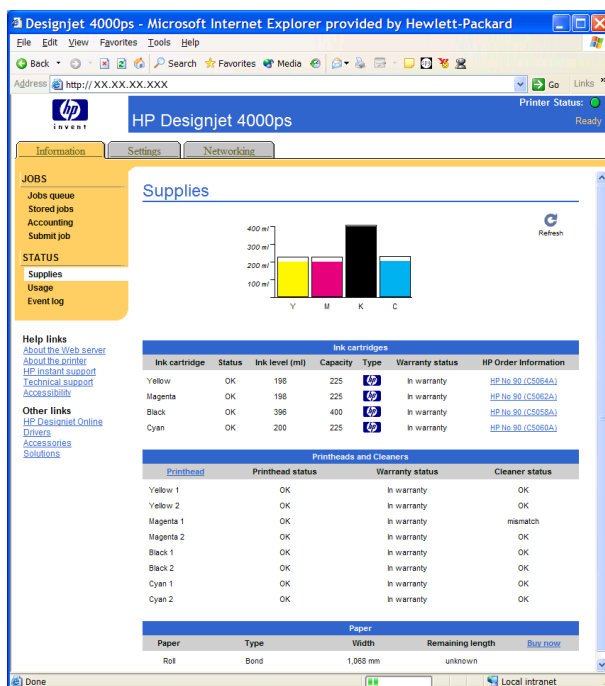 Designjet 4000ps - Microsoft Internet Explorer provided by Hewlett-Packard
File Edit View Favorites Tools Help
Back Search Favorites Media
Address http:// XX.XX.XX.XXX Go Links »
hp
invent
HP Designjet 4000ps
Printer Status:
Ready
Information Settings Networking
JOBS
Jobs queue
Stored jobs
Accounting
Submit job
STATUS
Supplies
Usage
Event log
Help links
About the Web server
About the printer
HP instant support
Technical support
Accessibility
Other links
HP Designjet Online
Drivers
Accessories
Solutions
Supplies
Refresh
400 ml
300 ml
200 ml
100 ml
Y M K C
Ink cartridges
Ink cartridge Status Ink level (ml) Capacity Type Warranty status HP Order Information
Yellow OK 198 225 hp In warranty HP No 90 (C5064A)
Magenta OK 198 225 hp In warranty HP No 90 (C5062A)
Black OK 396 400 hp In warranty HP No 90 (C5058A)
Cyan OK 200 225 hp In warranty HP No 90 (C5060A)
Printheads and Cleaners
Printhead Printhead status Warranty status Cleaner status
Yellow 1 OK In warranty OK
Yellow 2 OK In warranty OK
Magenta 1 OK In warranty mismatch
Magenta 2 OK In warranty OK
Black 1 OK In warranty OK
Black 2 OK In warranty OK
Cyan 1 OK In warranty OK
Cyan 2 OK In warranty OK
Paper
Paper Type Width Remaining length Buy now
Roll Bond 1,068 mm unknown
Done Local intranet